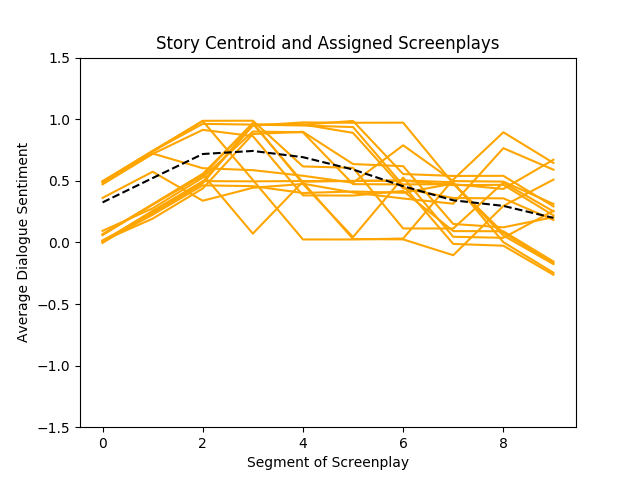 Story Centroid and Assigned Screenplays
1.5
1.0
0.5
0.0
−0.5
−1.0
−1.5
Average Dialogue Sentiment
0 2 4 6 8
Segment of Screenplay